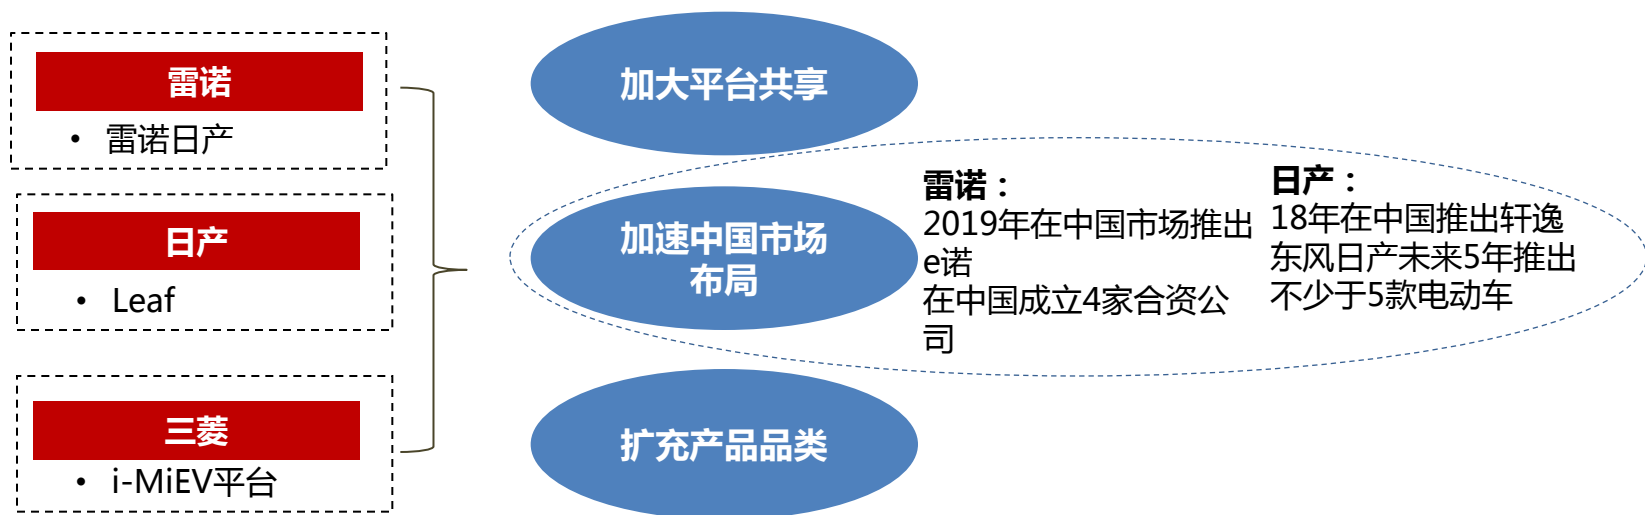 雷诺
• 雷诺日产
日产
• Leaf
三菱
• i-MiEV平台
加大平台共享
加速中国市场
布局
扩充产品品类
雷诺：
2019年在中国市场推出
e诺
在中国成立4家合资公
司
日产：
18年在中国推出轩逸
东风日产未来5年推出
不少于5款电动车